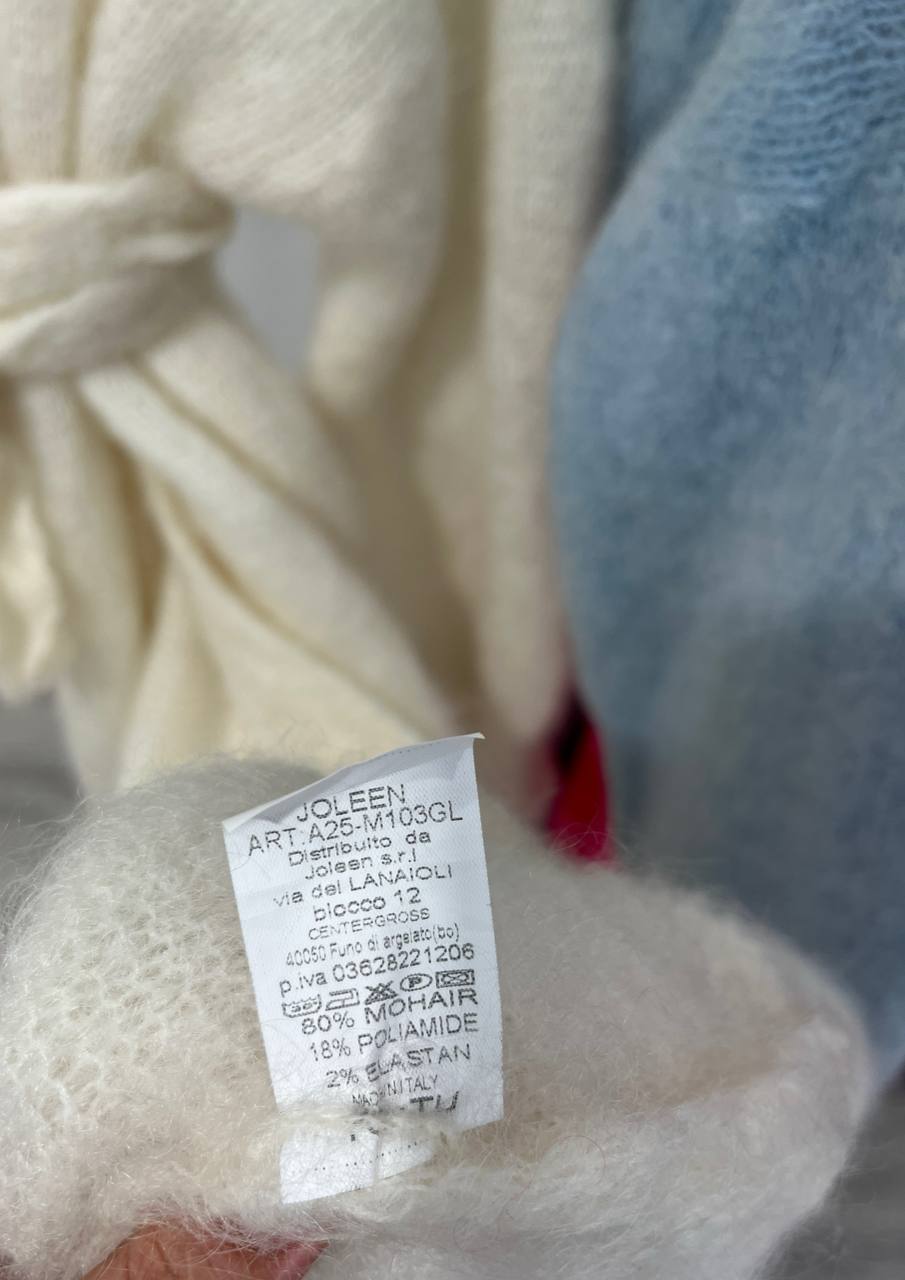 JOLEEN
ART.A25-M103GL
Distribuito da
Joleen s.r.l
via dei LANAIOLI
blocco 12
CENTERGROSS
40050 Funo di argelato(bo)
p.iva 03628221206
80% MOHAIR
18% POLIAMIDE
2% ELASTAN
MADE IN ITALY